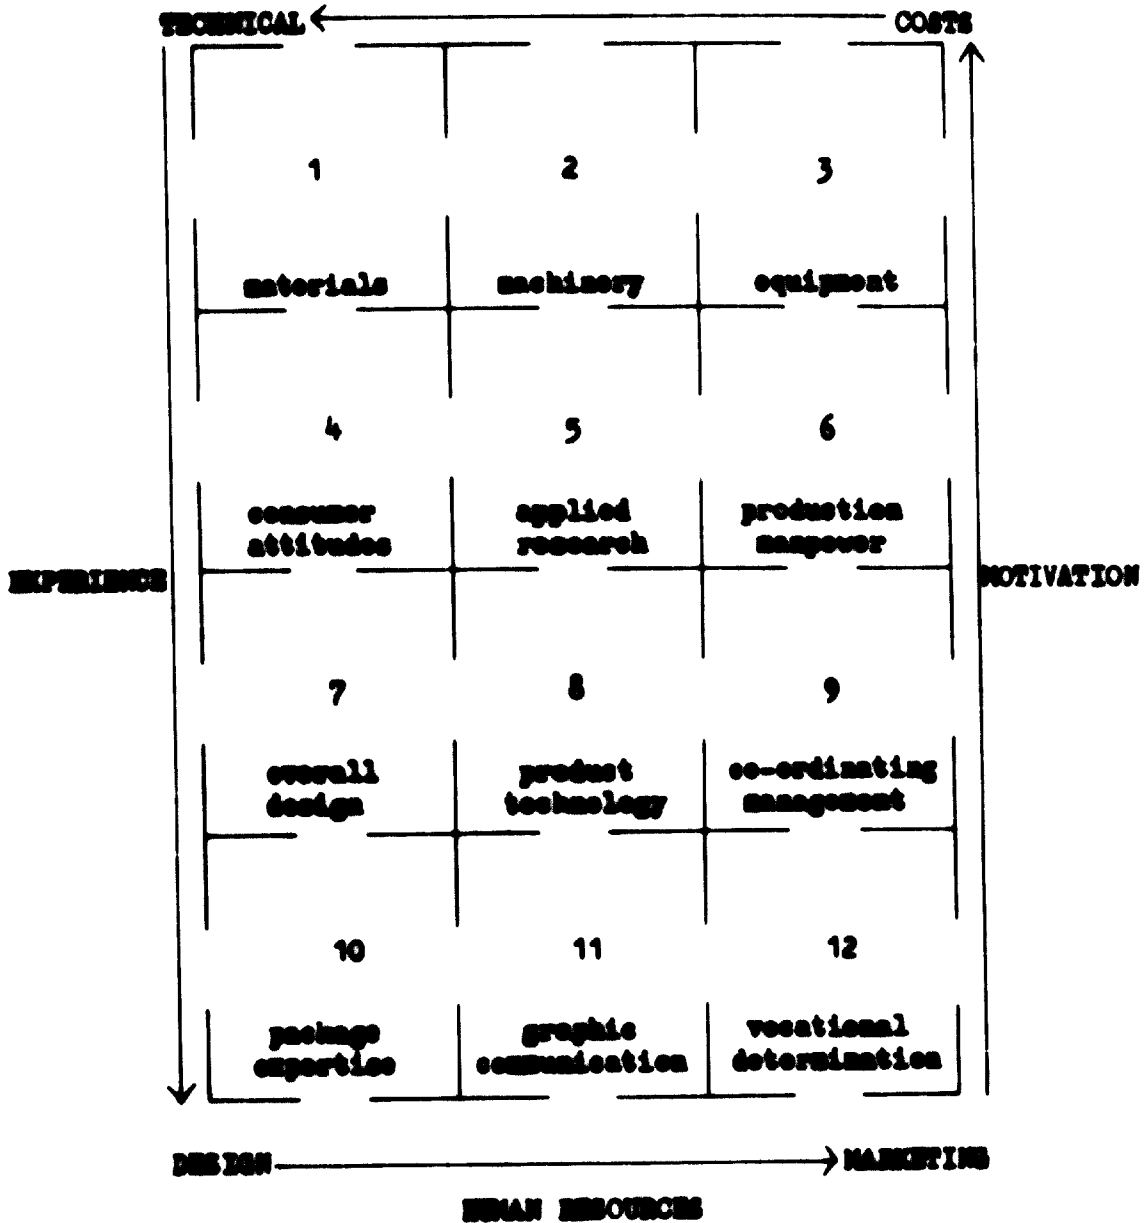 TECHNICAL COSTS
1 2 3
materials machinery equipment
4 5 6
consumer applied production
attitudes research manpower
EXPERIENCE MOTIVATION
7 8 9
overall product co-ordinating
design technology management
10 11 12
package graphic vocational
expertise communication determination
DESIGN MARKETING
HUMAN RESOURCES